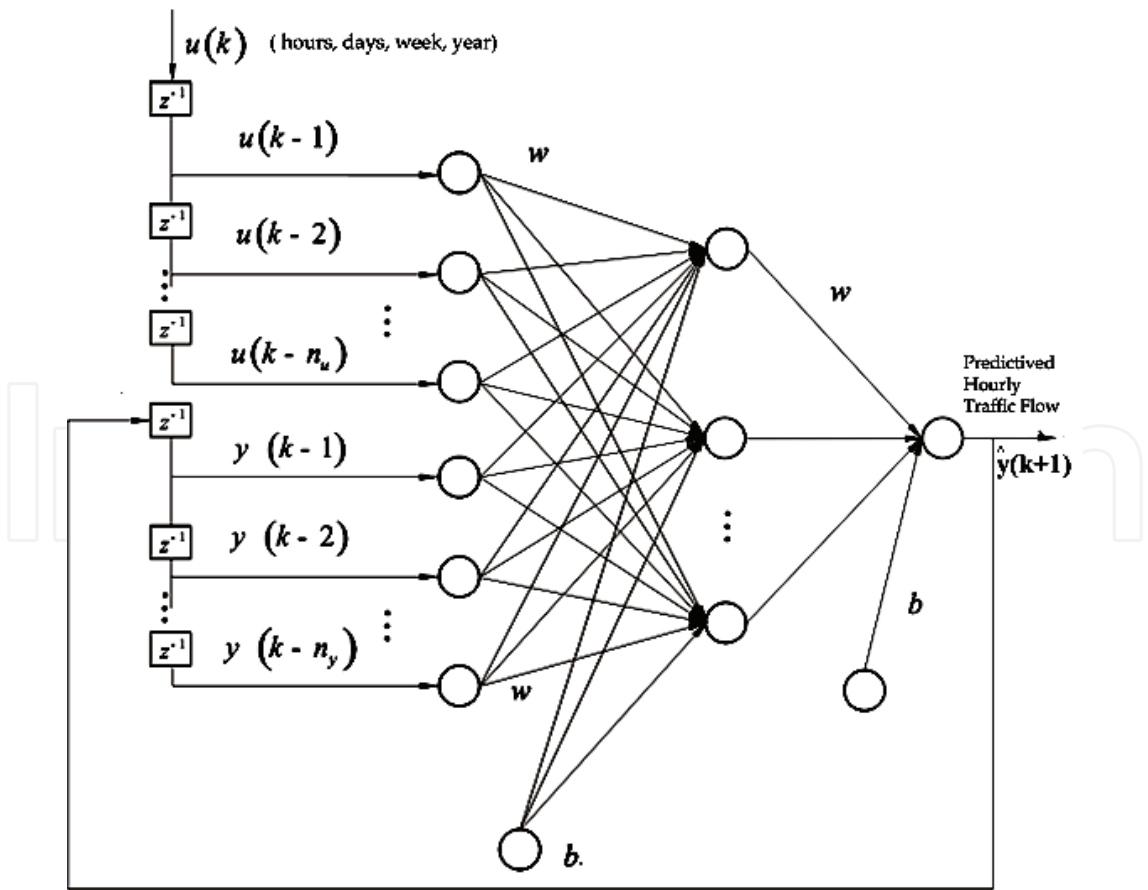 u(k) ( hours, days, week, year)
z⁻¹
u(k - 1)
w
z⁻¹
u(k - 2)
w
z⁻¹
u(k - nᵤ)
Predictived
Hourly
Traffic Flow
z⁻¹
y (k - 1)
ŷ(k+1)
z⁻¹
y (k - 2)
b
z⁻¹
y (k - n_y)
w
b.